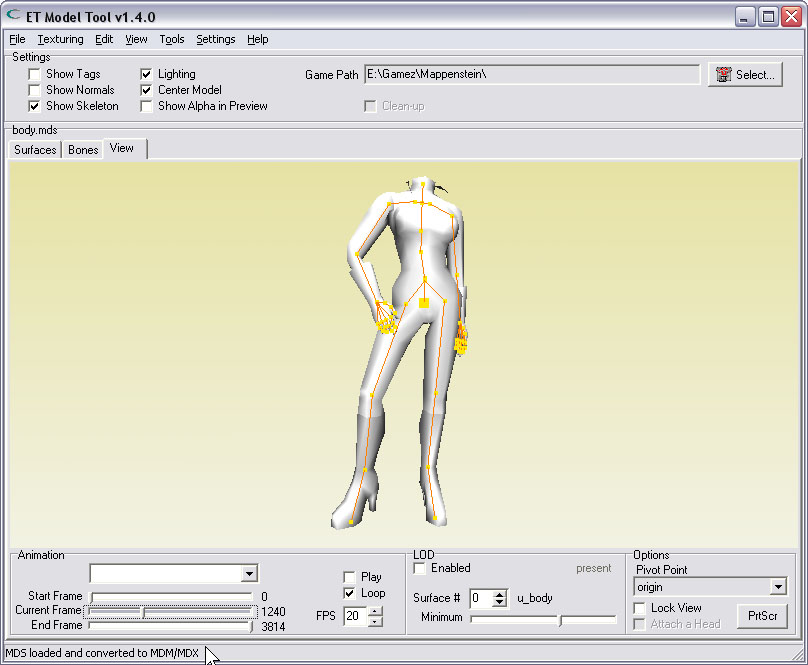 ET Model Tool v1.4.0
File Texturing Edit View Tools Settings Help
Settings
Show Tags Lighting Game Path E:\Gamez\Mappenstein\ Select...
Show Normals Center Model
Show Skeleton Show Alpha in Preview Clean-up
body.mds
Surfaces Bones View
Animation LOD Options
Enabled present Pivot Point
Play origin
Start Frame 0 Loop Surface # 0 u_body Lock View
Current Frame 1240 FPS 20 Minimum Attach a Head PrtScr
End Frame 3814
MDS loaded and converted to MDM/MDX